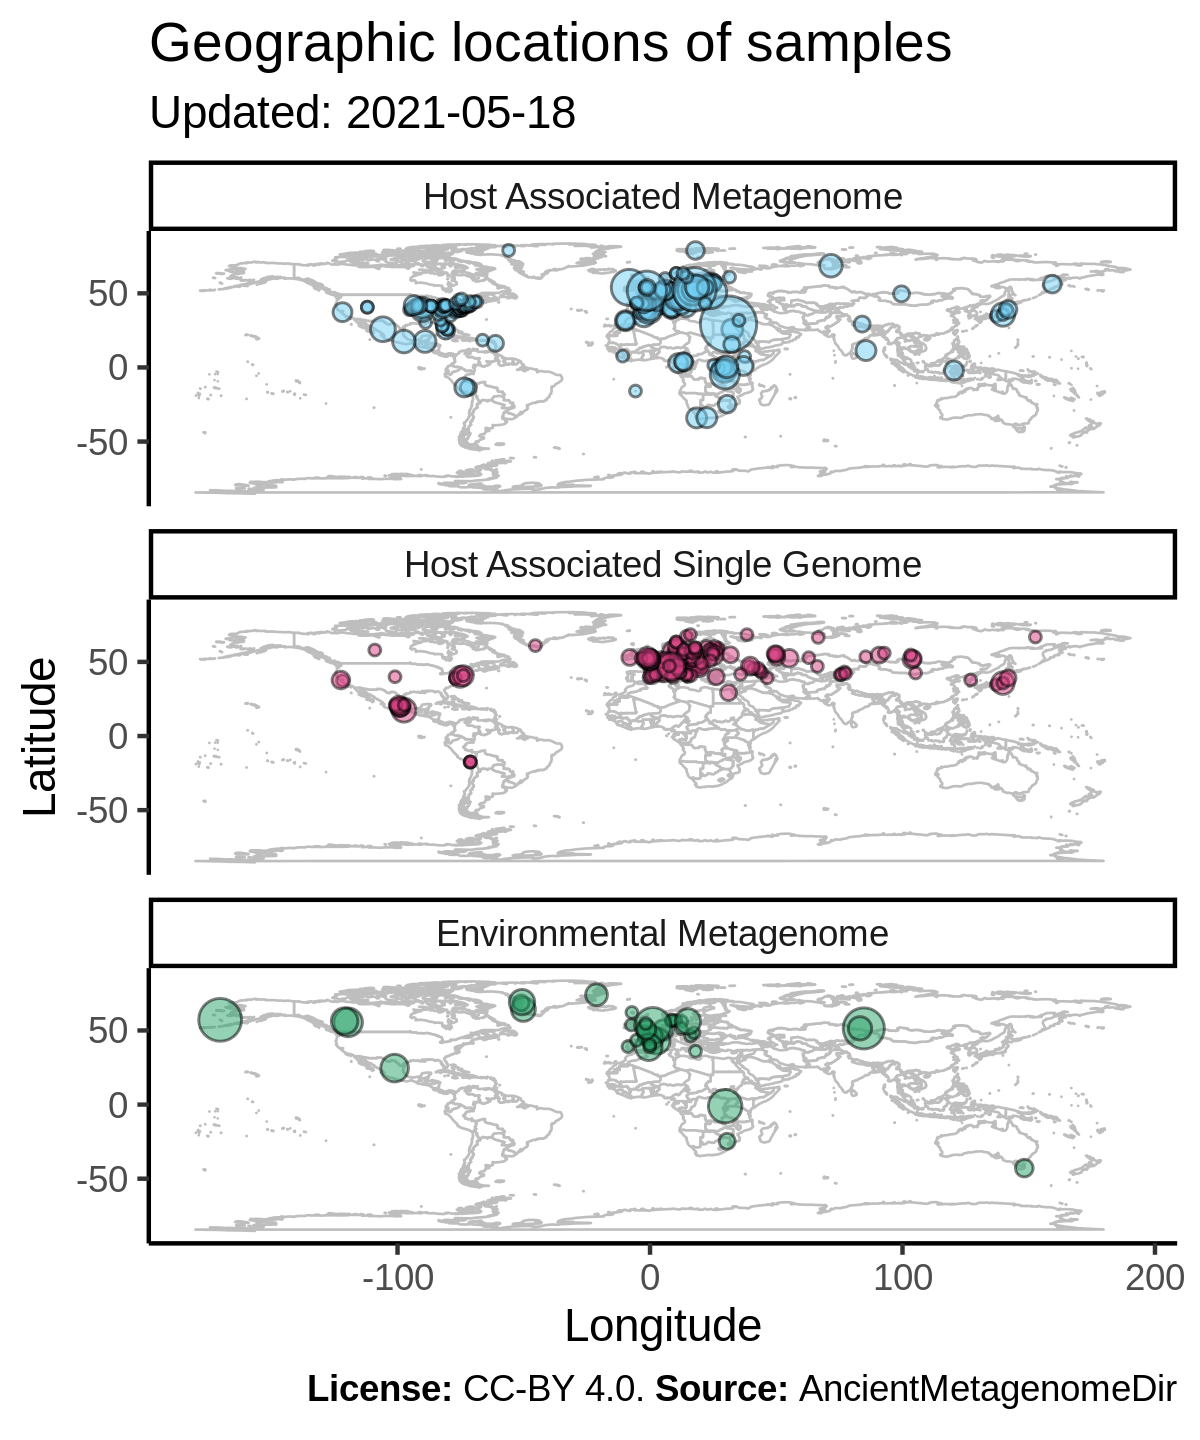 Geographic locations of samples
Updated: 2021-05-18
Host Associated Metagenome
50
0
-50
Host Associated Single Genome
50
0
-50
Latitude
Environmental Metagenome
50
0
-50
-100 0 100 200
Longitude
License: CC-BY 4.0. Source: AncientMetagenomeDir